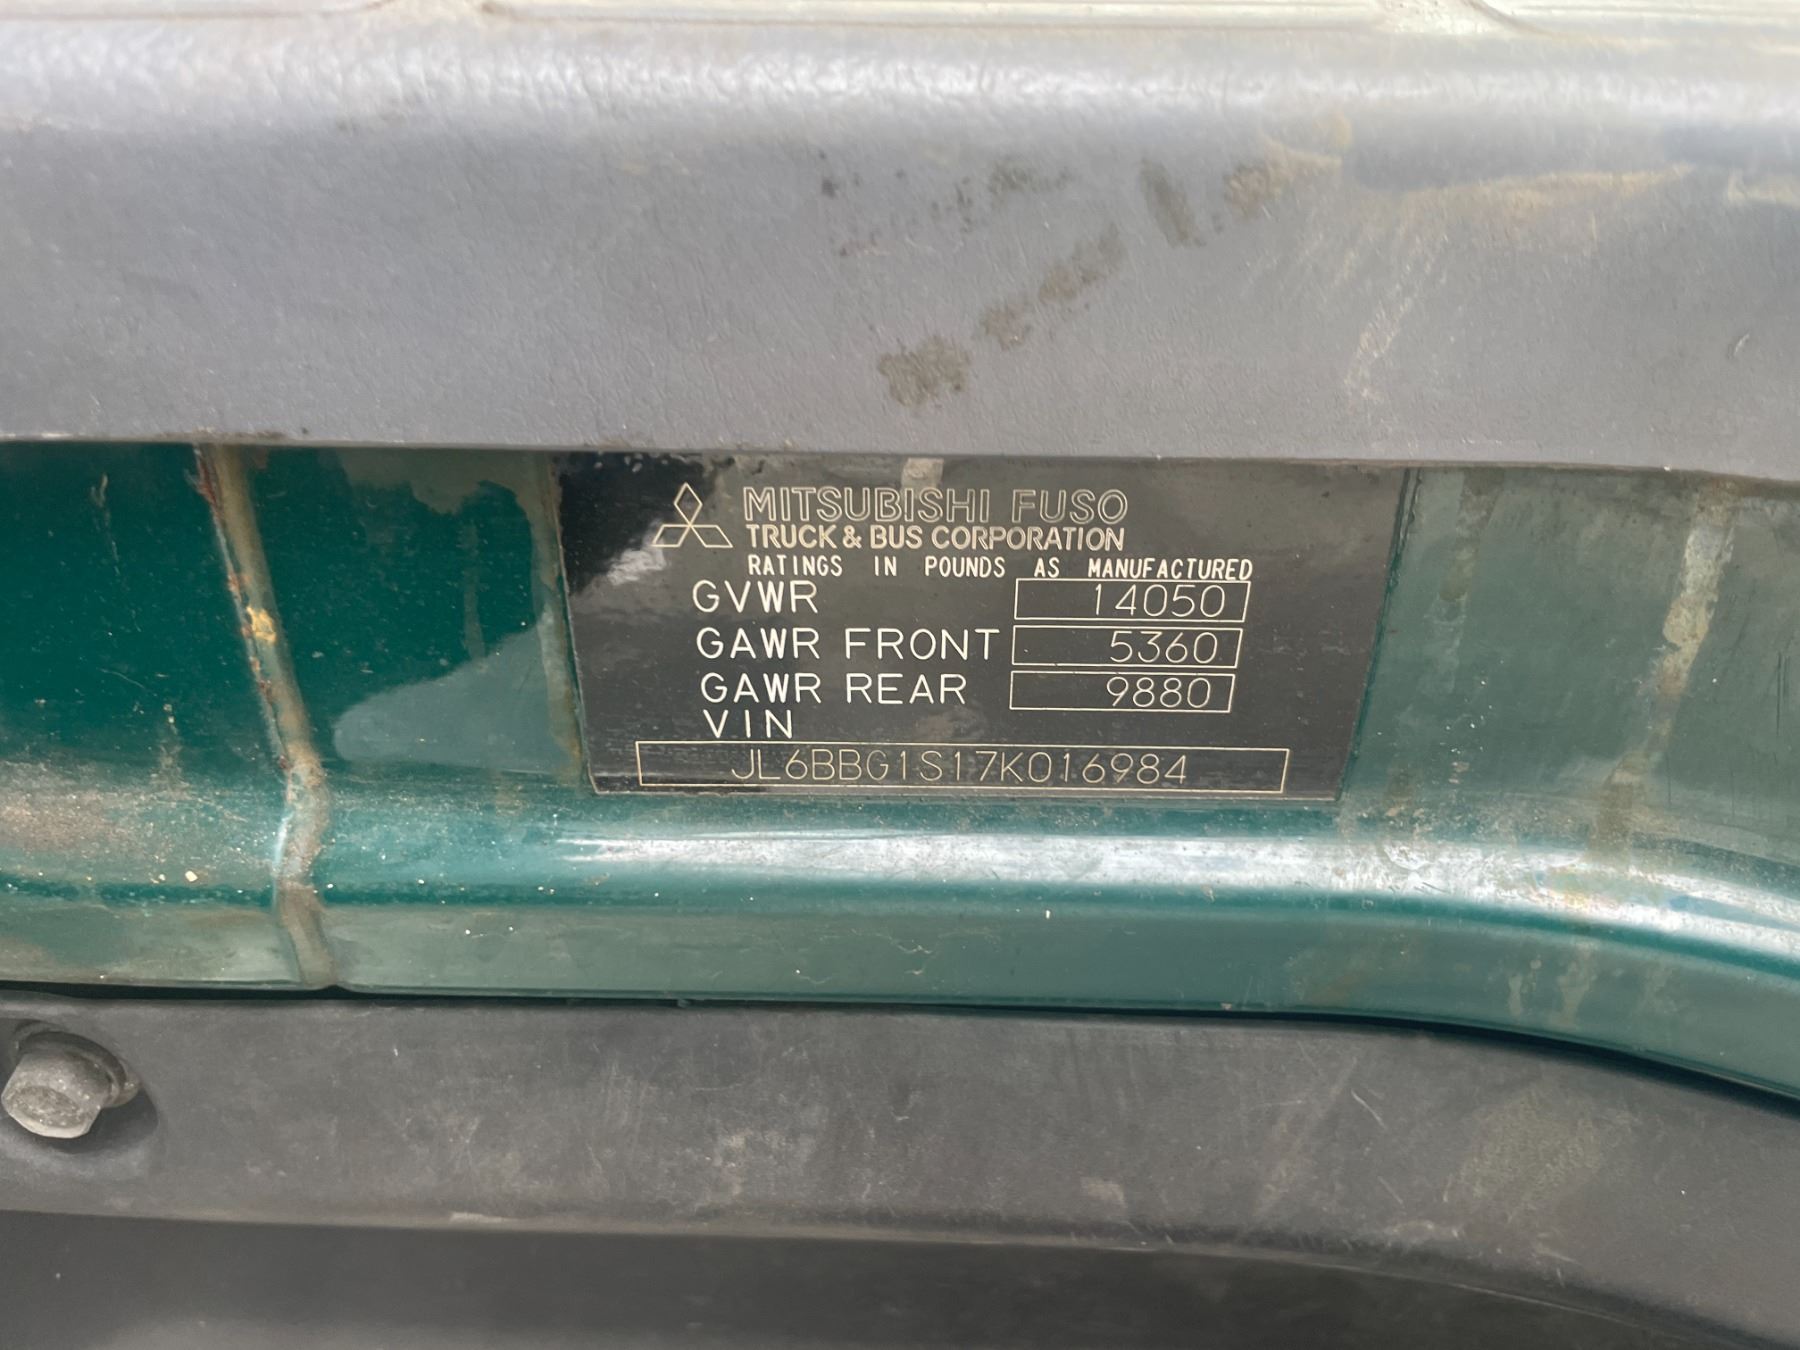 MITSUBISHI FUSO
TRUCK & BUS CORPORATION
RATINGS IN POUNDS AS MANUFACTURED
GVWR 14050
GAWR FRONT 5360
GAWR REAR 9880
VIN
JL6BBG1S17K016984